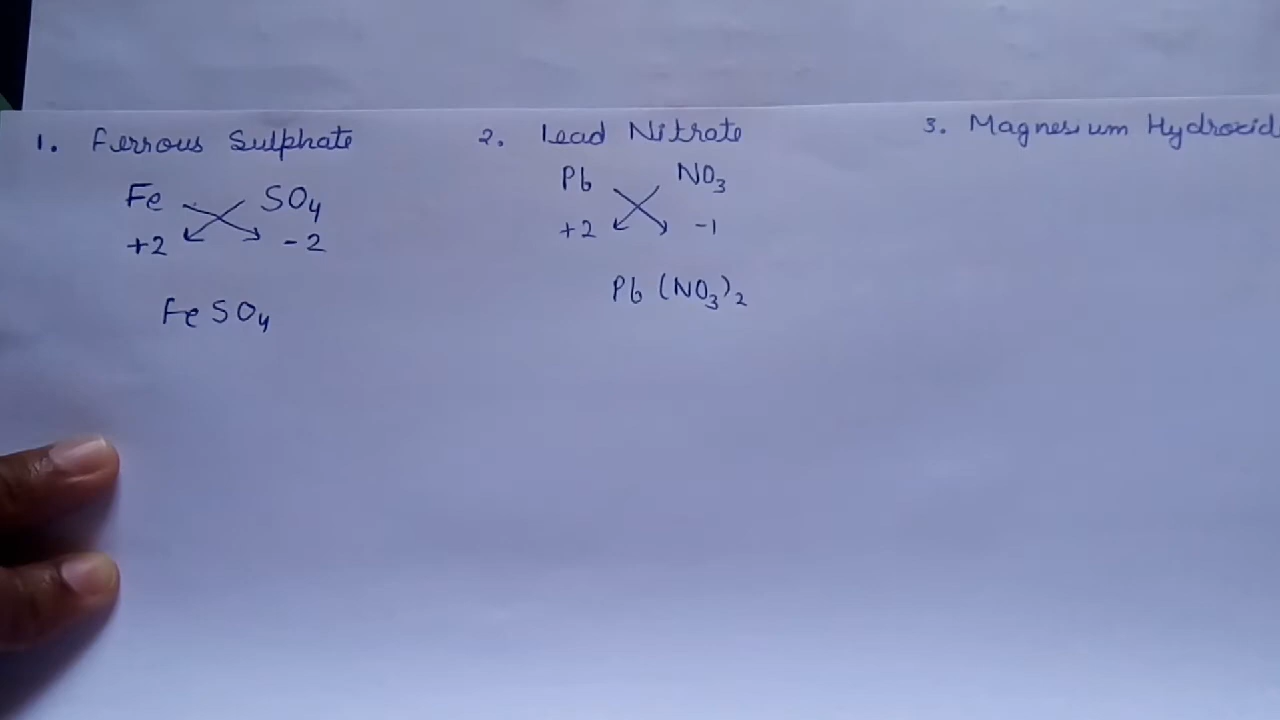 1. Ferrous Sulphate
Fe SO₄
+2 -2
FeSO₄
2. Lead Nitrate
Pb NO₃
+2 -1
Pb(NO₃)₂
3. Magnesium Hydroxid